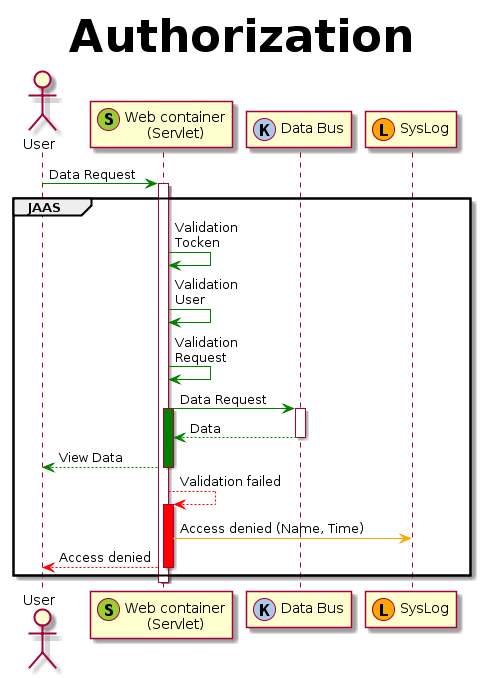 Authorization
User
S Web container
(Servlet)
K Data Bus
L SysLog
Data Request
JAAS
Validation
Tocken
Validation
User
Validation
Request
Data Request
Data
View Data
Validation failed
Access denied (Name, Time)
Access denied
User
S Web container
(Servlet)
K Data Bus
L SysLog